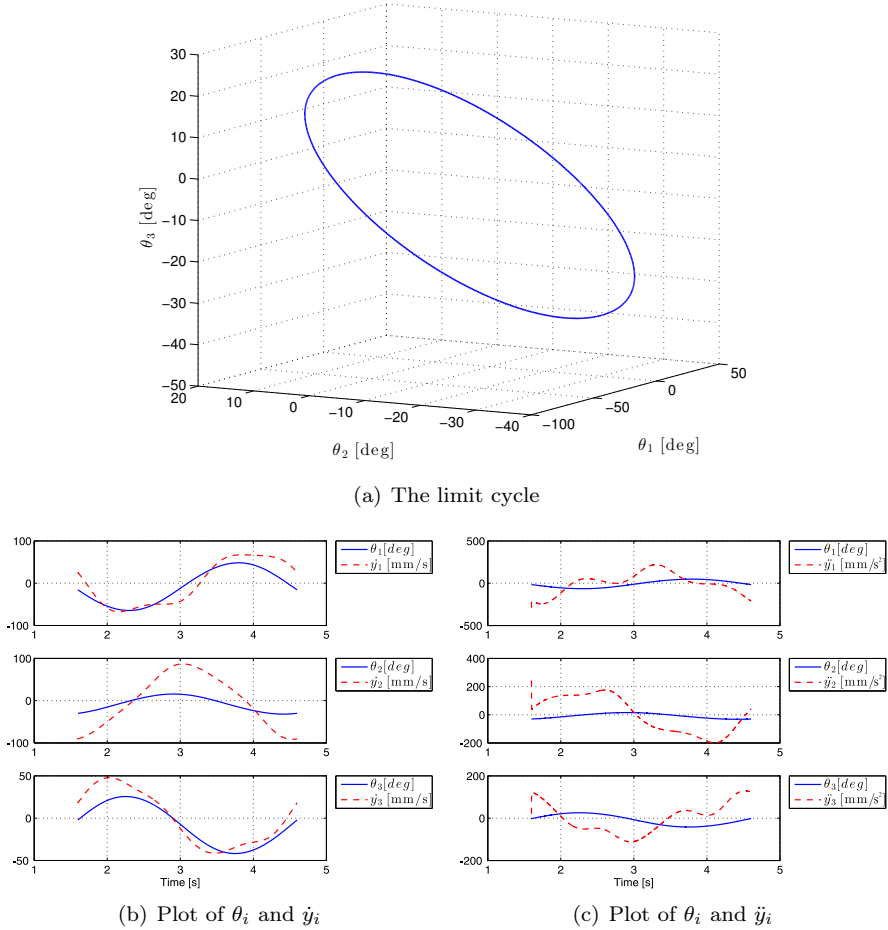 30
20
10
0
−10
−20
−30
−40
−50
θ3 [deg]
20
10
0
−10
−20
−30
−40
θ2 [deg]
−100
−50
0
50
θ1 [deg]
(a) The limit cycle
100
0
−100
1 2 3 4 5
θ1[deg]
ẏ1 [mm/s]
100
0
−100
1 2 3 4 5
θ2[deg]
ẏ2 [mm/s]
50
0
−50
1 2 3 4 5
Time [s]
θ3[deg]
ẏ3 [mm/s]
(b) Plot of θi and ẏi
500
0
−500
1 2 3 4 5
θ1[deg]
ÿ1 [mm/s²]
400
200
0
−200
1 2 3 4 5
θ2[deg]
ÿ2 [mm/s²]
200
0
−200
1 2 3 4 5
Time [s]
θ3[deg]
ÿ3 [mm/s²]
(c) Plot of θi and ÿi